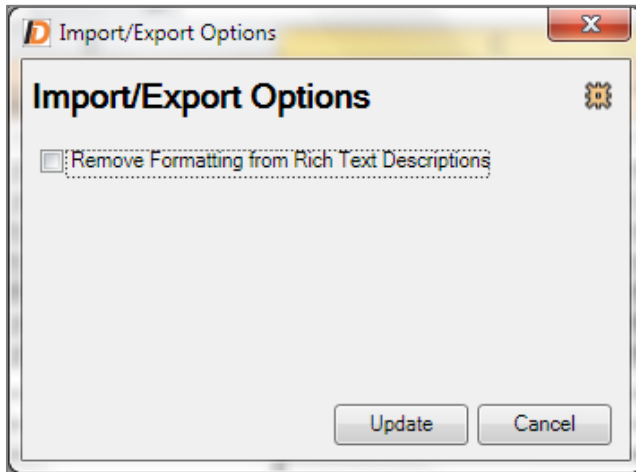 Import/Export Options
Import/Export Options
Remove Formatting from Rich Text Descriptions
Update Cancel